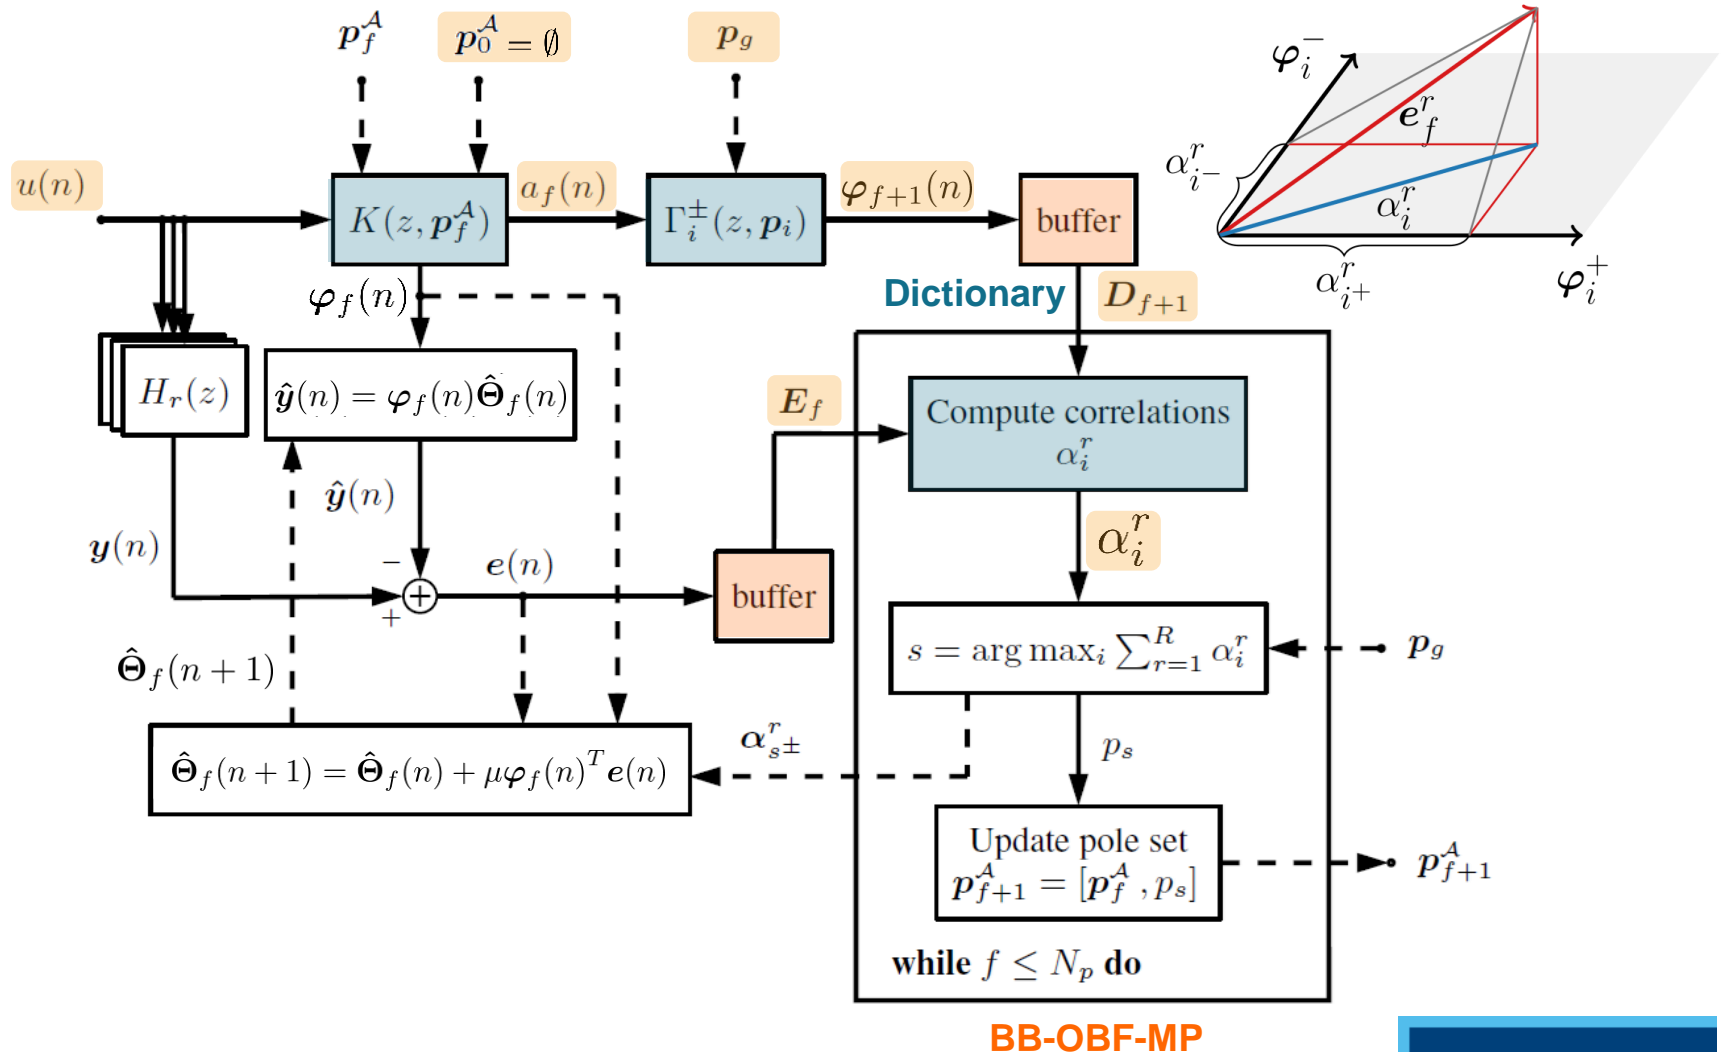 𝒑_f^𝒜
𝒑_0^𝒜 = ∅
𝒑_g
u(n)
K(z, 𝒑_f^𝒜)
a_f(n)
Γ_i^±(z, 𝒑_i)
𝝋_{f+1}(n)
buffer
𝝋_i^-
𝒆_f^r
α_{i^-}^r
α_i^r
α_{i^+}^r
𝝋_i^+
𝝋_f(n)
Dictionary
𝑫_{f+1}
H_r(z)
𝒚̂(n) = 𝝋_f(n)𝚯̂_f(n)
𝑬_f
Compute correlations
α_i^r
𝒚̂(n)
𝒚(n)
−
+
+
𝒆(n)
buffer
α_i^r
s = arg max_i ∑_{r=1}^R α_i^r
𝒑_g
𝚯̂_f(n + 1)
𝚯̂_f(n + 1) = 𝚯̂_f(n) + μ𝝋_f(n)^T 𝒆(n)
𝜶_{s^±}^r
p_s
Update pole set
𝒑_{f+1}^𝒜 = [𝒑_f^𝒜 , p_s]
𝒑_{f+1}^𝒜
while f ≤ N_p do
BB-OBF-MP